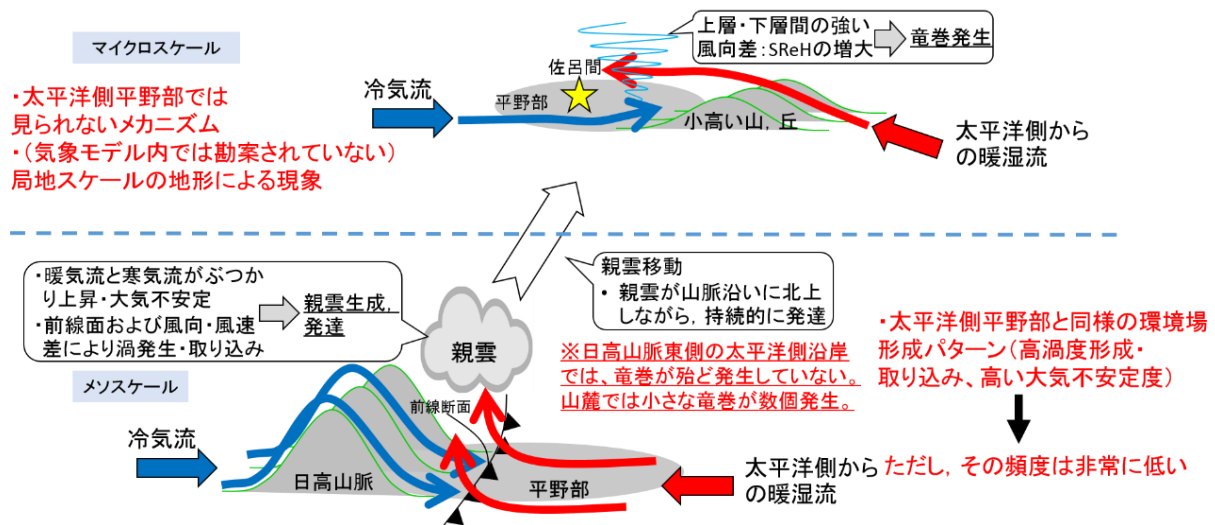 マイクロスケール
・太平洋側平野部では
見られないメカニズム
・（気象モデル内では勘案されていない）
局地スケールの地形による現象
冷気流
佐呂間
平野部
小高い山，丘
上層・下層間の強い
風向差：SReHの増大
竜巻発生
太平洋側から
の暖湿流
・暖気流と寒気流がぶつか
り上昇・大気不安定
・前線面および風向・風速
差により渦発生・取り込み
親雲生成，
発達
親雲
親雲移動
・ 親雲が山脈沿いに北上
しながら，持続的に発達
※日高山脈東側の太平洋側沿岸
では、竜巻が殆ど発生していない。
山麓では小さな竜巻が数個発生。
・太平洋側平野部と同様の環境場
形成パターン（高渦度形成・
取り込み、高い大気不安定度）
ただし，その頻度は非常に低い
メソスケール
冷気流
前線断面
日高山脈
平野部
太平洋側から
の暖湿流